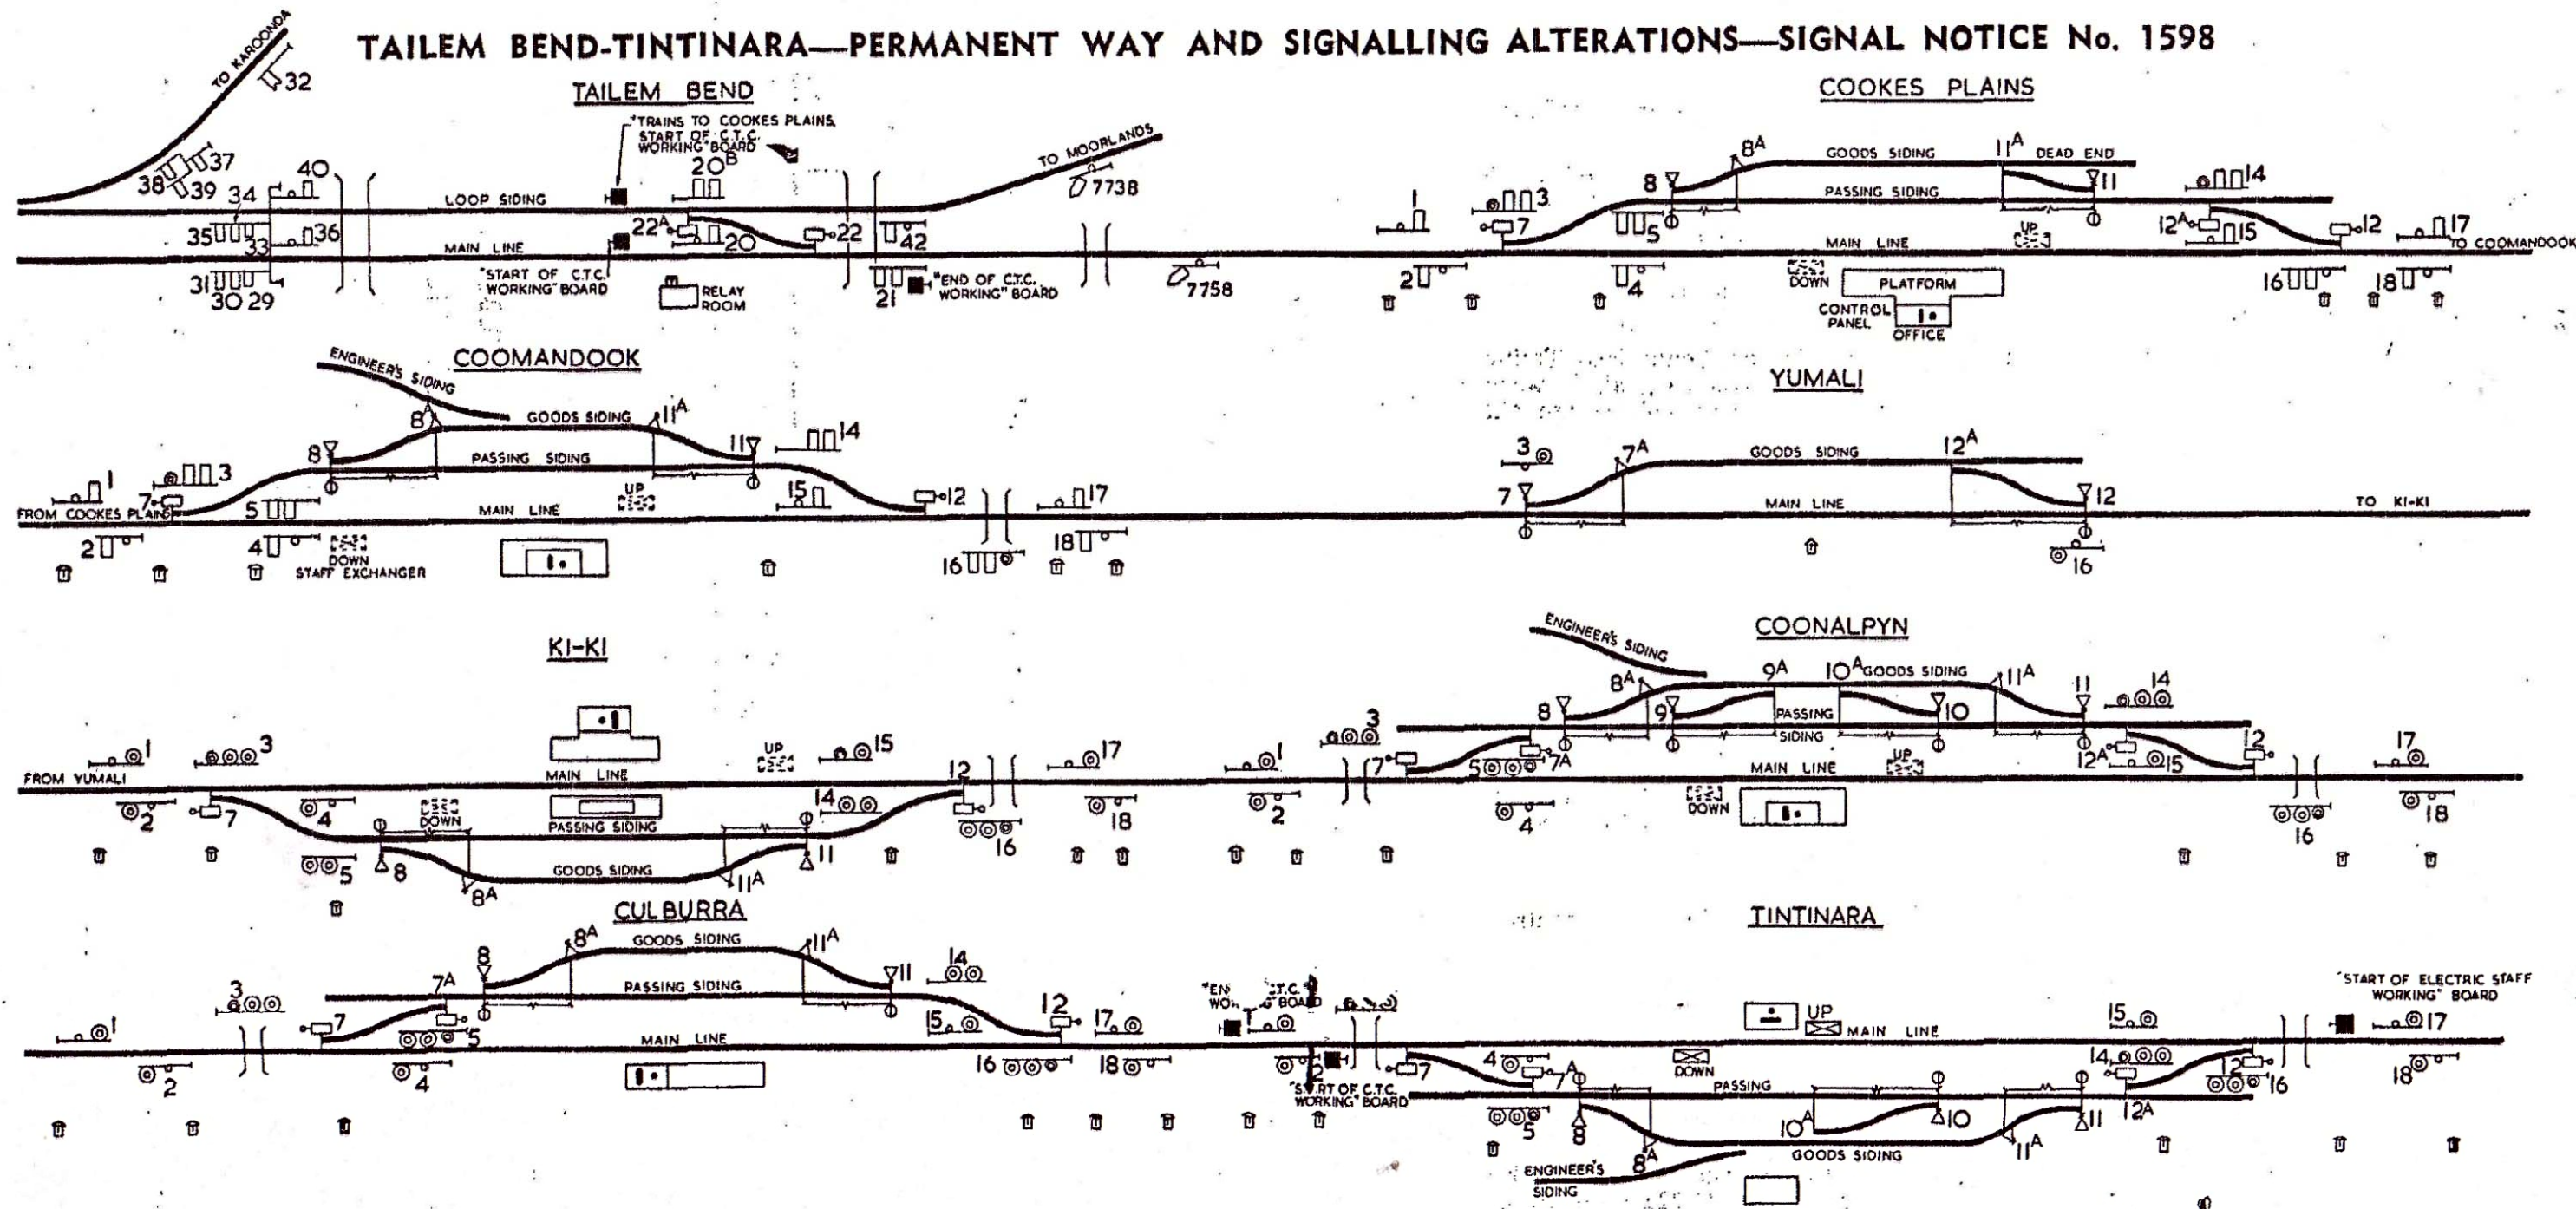 TAILEM BEND-TINTINARA—PERMANENT WAY AND SIGNALLING ALTERATIONS—SIGNAL NOTICE No. 1598
TO KAROONDA
32
TAILEM BEND
"TRAINS TO COOKES PLAINS,
START OF C.T.C.
WORKING" BOARD
20B
TO MOORLANDS
7738
37
38
39
34
40
LOOP SIDING
35
33
36
MAIN LINE
22A
20
22
42
31
30
29
"START OF C.T.C.
WORKING" BOARD
RELAY
ROOM
21
"END OF C.T.C.
WORKING" BOARD
7758
COOKES PLAINS
8A
GOODS SIDING
11A
DEAD END
8
PASSING SIDING
11
14
1
3
7
5
UP
12A
12
15
17
MAIN LINE
TO COOMANDOOK
2
4
DOWN
PLATFORM
16
18
CONTROL
PANEL
OFFICE
COOMANDOOK
ENGINEER'S SIDING
8A
GOODS SIDING
11A
8
PASSING SIDING
11
14
1
3
7
5
UP
15
12
17
FROM COOKES PLAINS
MAIN LINE
2
4
DOWN
STAFF EXCHANGER
16
18
YUMALI
3
7A
GOODS SIDING
12A
7
MAIN LINE
12
TO KI-KI
16
KI-KI
1
3
UP
15
17
FROM YUMALI
MAIN LINE
12
2
7
4
DOWN
14
PASSING SIDING
16
18
5
8
GOODS SIDING
11
8A
11A
COONALPYN
ENGINEER'S SIDING
8A
9A
10A
GOODS SIDING
11A
11
14
8
9
PASSING
SIDING
10
1
3
7
5
7A
UP
12A
15
12
17
MAIN LINE
2
4
DOWN
16
18
CULBURRA
8A
GOODS SIDING
11A
8
7A
PASSING SIDING
11
14
1
3
7
5
15
12
17
MAIN LINE
2
4
16
18
TINTINARA
BOARD
WORKING" BOARD
"START OF ELECTRIC STAFF
WORKING" BOARD
UP
MAIN LINE
15
17
7
4
7A
DOWN
14
12
16
18
PASSING
12A
5
8
10A
10
11
8A
GOODS SIDING
11A
ENGINEER'S
SIDING